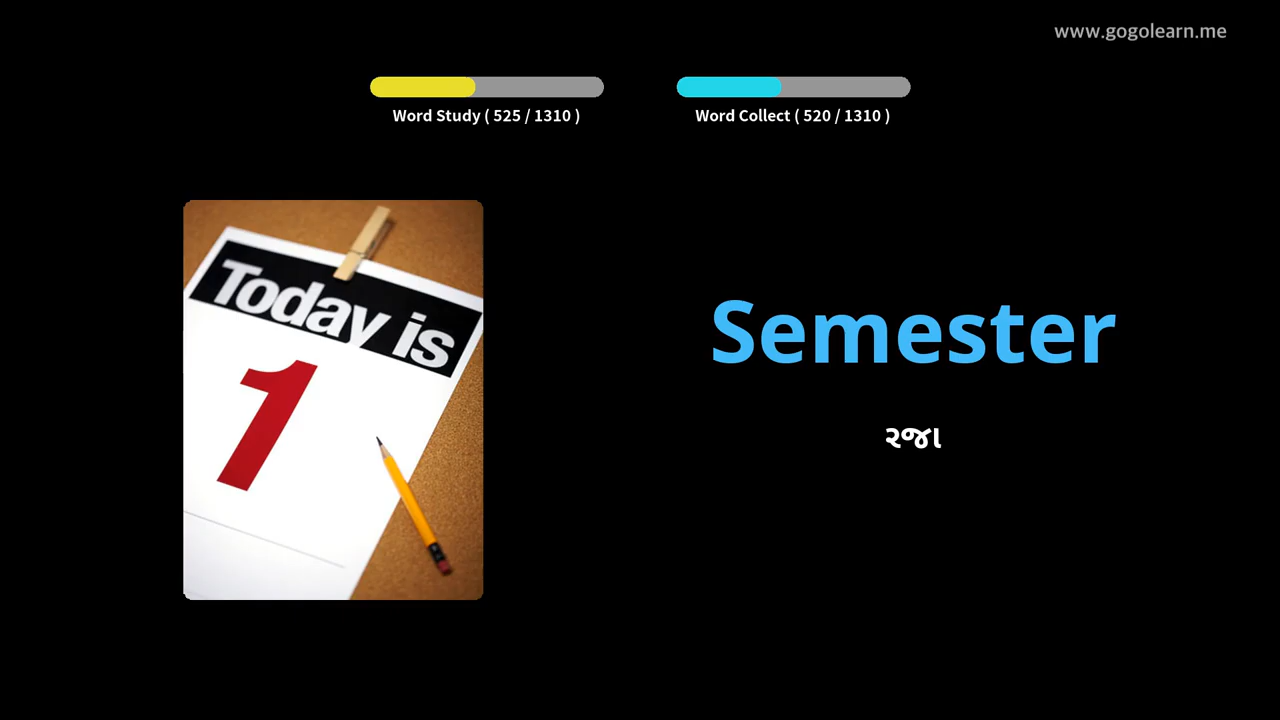 www.gogolearn.me
Word Study ( 525 / 1310 )
Word Collect ( 520 / 1310 )
Today is
1
Semester
રજા